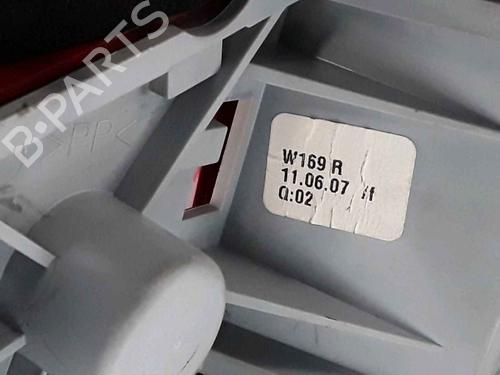 B-PARTS
>PP<
W169 R
11.06.07 /f
Q:02